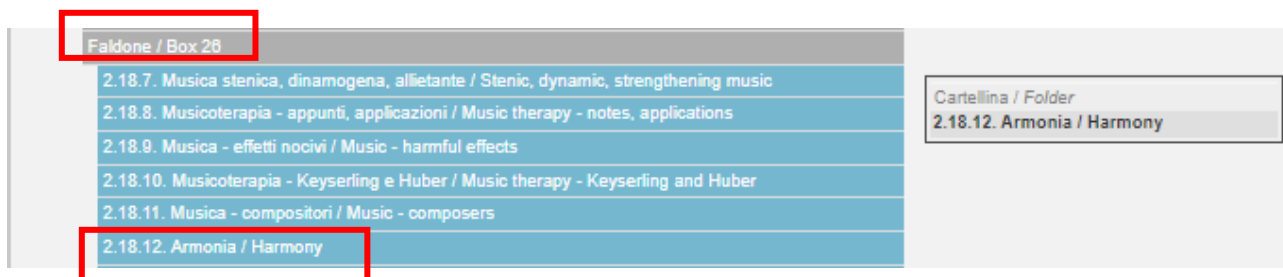 Faldone / Box 26
2.18.7. Musica stenica, dinamogena, allietante / Stenic, dynamic, strengthening music
2.18.8. Musicoterapia - appunti, applicazioni / Music therapy - notes, applications
2.18.9. Musica - effetti nocivi / Music - harmful effects
2.18.10. Musicoterapia - Keyserling e Huber / Music therapy - Keyserling and Huber
2.18.11. Musica - compositori / Music - composers
2.18.12. Armonia / Harmony
Cartellina / Folder
2.18.12. Armonia / Harmony